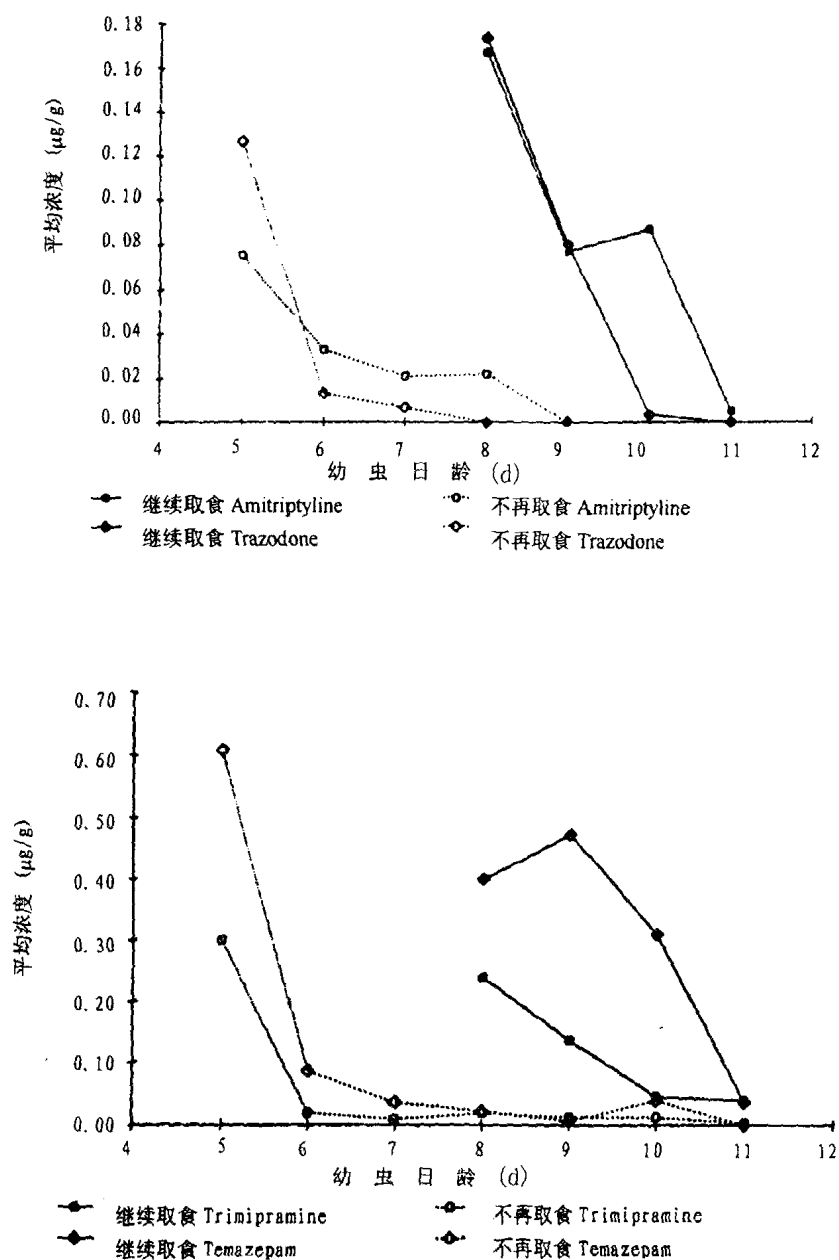 0.18
0.16
0.14
0.12
0.10
0.08
0.06
0.04
0.02
0.00
平均浓度 (μg/g)
4 5 6 7 8 9 10 11 12
幼虫日龄 (d)
继续取食 Amitriptyline 不再取食 Amitriptyline
继续取食 Trazodone 不再取食 Trazodone
0.70
0.60
0.50
0.40
0.30
0.20
0.10
0.00
平均浓度 (μg/g)
4 5 6 7 8 9 10 11 12
幼虫日龄 (d)
继续取食 Trimipramine 不再取食 Trimipramine
继续取食 Temazepam 不再取食 Temazepam